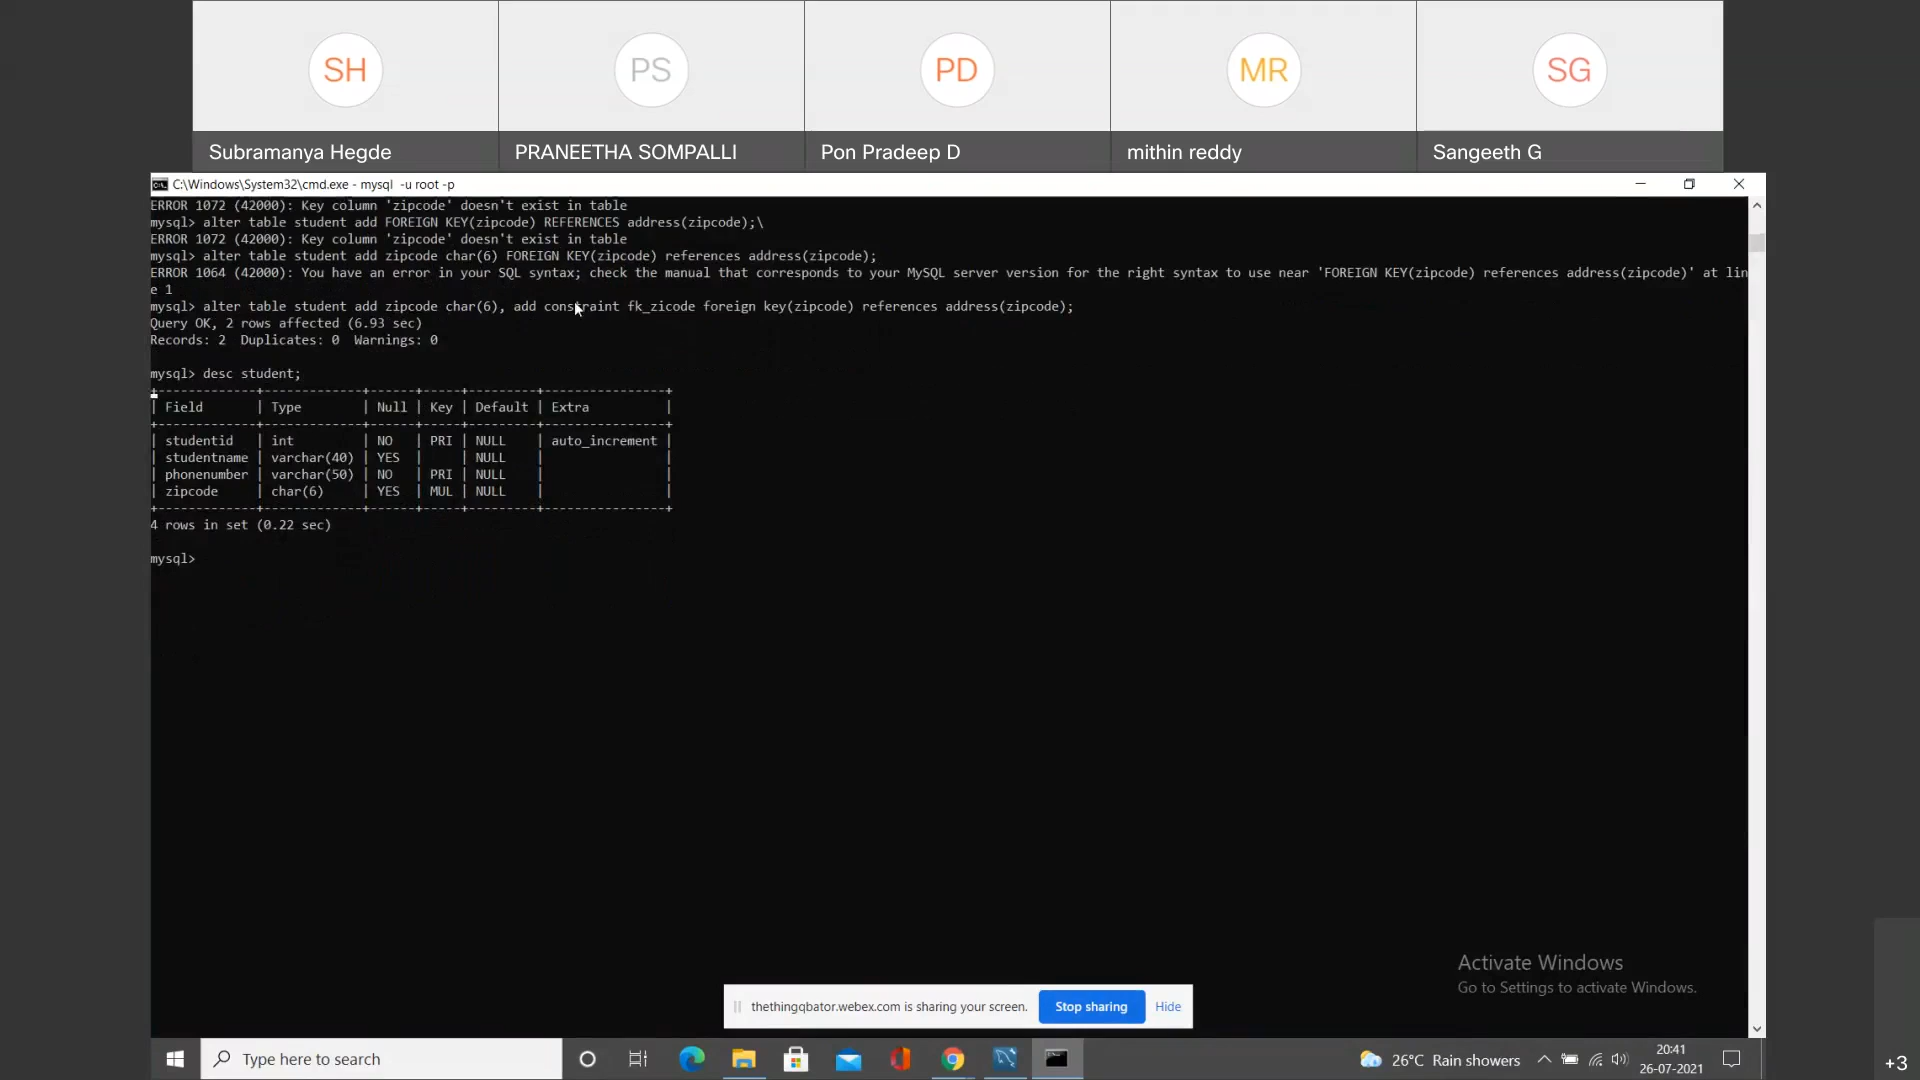 SH
PS
PD
MR
SG
Subramanya Hegde
PRANEETHA SOMPALLI
Pon Pradeep D
mithin reddy
Sangeeth G
C:\Windows\System32\cmd.exe - mysql -u root -p
ERROR 1072 (42000): Key column 'zipcode' doesn't exist in table
mysql> alter table student add FOREIGN KEY(zipcode) REFERENCES address(zipcode);\
ERROR 1072 (42000): Key column 'zipcode' doesn't exist in table
mysql> alter table student add zipcode char(6) FOREIGN KEY(zipcode) references address(zipcode);
ERROR 1064 (42000): You have an error in your SQL syntax; check the manual that corresponds to your MySQL server version for the right syntax to use near 'FOREIGN KEY(zipcode) references address(zipcode)' at lin
e 1
mysql> alter table student add zipcode char(6), add constraint fk_zicode foreign key(zipcode) references address(zipcode);
Query OK, 2 rows affected (6.93 sec)
Records: 2  Duplicates: 0  Warnings: 0
mysql> desc student;
+-------------+-------------+------+-----+---------+----------------+
| Field       | Type        | Null | Key | Default | Extra          |
+-------------+-------------+------+-----+---------+----------------+
| studentid   | int         | NO   | PRI | NULL    | auto_increment |
| studentname | varchar(40) | YES  |     | NULL    |                |
| phonenumber | varchar(50) | NO   | PRI | NULL    |                |
| zipcode     | char(6)     | YES  | MUL | NULL    |                |
+-------------+-------------+------+-----+---------+----------------+
4 rows in set (0.22 sec)
mysql>
Activate Windows
Go to Settings to activate Windows.
thethingqbator.webex.com is sharing your screen.
Stop sharing
Hide
Type here to search
26°C Rain showers
20:41
26-07-2021
+3